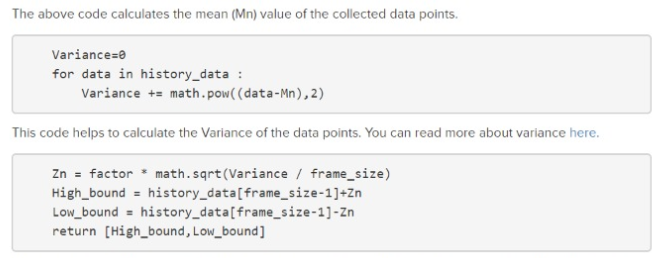 The above code calculates the mean (Mn) value of the collected data points.
Variance=0
for data in history_data :
    Variance += math.pow((data-Mn),2)
This code helps to calculate the Variance of the data points. You can read more about variance here.
Zn = factor * math.sqrt(Variance / frame_size)
High_bound = history_data[frame_size-1]+Zn
Low_bound = history_data[frame_size-1]-Zn
return [High_bound,Low_bound]